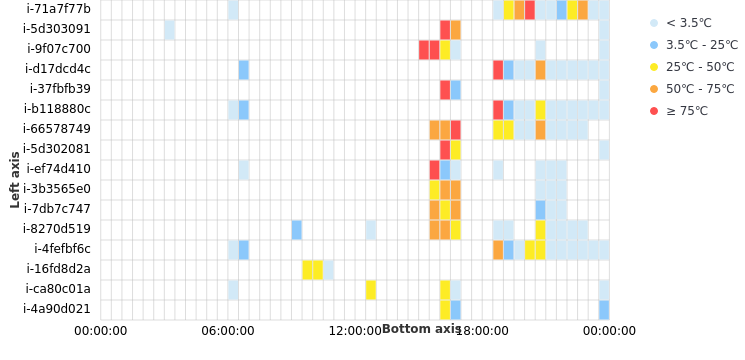 i-71a7f77b
i-5d303091
i-9f07c700
i-d17dcd4c
i-37fbfb39
i-b118880c
i-66578749
i-5d302081
i-ef74d410
i-3b3565e0
i-7db7c747
i-8270d519
i-4fefbf6c
i-16fd8d2a
i-ca80c01a
i-4a90d021
Left axis
00:00:00 06:00:00 12:00:00 18:00:00 00:00:00
Bottom axis
< 3.5℃
3.5℃ - 25℃
25℃ - 50℃
50℃ - 75℃
≥ 75℃